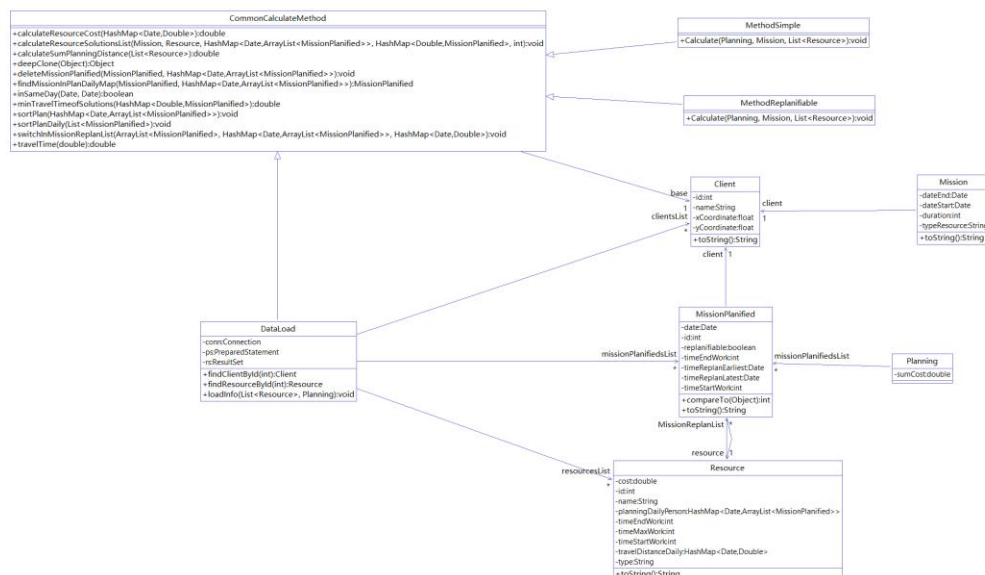 CommonCalculateMethod
+calculateResourceCost(HashMap<Date,Double>):double
+calculateResourceSolutionsList(Mission, Resource, HashMap<Date,ArrayList<MissionPlanified>>, HashMap<Double,MissionPlanified>, int):void
+calculateSumPlanningDistance(List<Resource>):double
+deepClone(Object):Object
+deleteMissionPlanified(MissionPlanified, HashMap<Date,ArrayList<MissionPlanified>>):void
+findMissionInPlanDailyMap(MissionPlanified, HashMap<Date,ArrayList<MissionPlanified>>):MissionPlanified
+inSameDay(Date, Date):boolean
+minTravelTimeofSolutions(HashMap<Double,MissionPlanified>):double
+sortPlan(HashMap<Date,ArrayList<MissionPlanified>>):void
+sortPlanDaily(List<MissionPlanified>):void
+switchInMissionReplanList(ArrayList<MissionPlanified>, HashMap<Date,ArrayList<MissionPlanified>>, HashMap<Date,Double>):void
+travelTime(double):double
MethodSimple
+Calculate(Planning, Mission, List<Resource>):void
MethodReplanifiable
+Calculate(Planning, Mission, List<Resource>):void
base
1
clientsList
*
Client
-id:int
-name:String
-xCoordinate:float
-yCoordinate:float
+toString():String
client
1
Mission
-dateEnd:Date
-dateStart:Date
-duration:int
-typeResource:String
+toString():String
client 1
DataLoad
-conn:Connection
-ps:PreparedStatement
-rs:ResultSet
+findClientById(int):Client
+findResourceById(int):Resource
+loadInfo(List<Resource>, Planning):void
missionPlanifiedsList
*
MissionPlanified
-date:Date
-id:int
-replanifiable:boolean
-timeEndWork:int
-timeReplanEarliest:Date
-timeReplanLatest:Date
-timeStartWork:int
+compareTo(Object):int
+toString():String
missionPlanifiedsList
*
Planning
-sumCost:double
MissionReplanList *
resource 1
resourcesList
*
Resource
-cost:double
-id:int
-name:String
-planningDailyPerson:HashMap<Date,ArrayList<MissionPlanified>>
-timeEndWork:int
-timeMaxWork:int
-timeStartWork:int
-travelDistanceDaily:HashMap<Date,Double>
-type:String
+toString():String